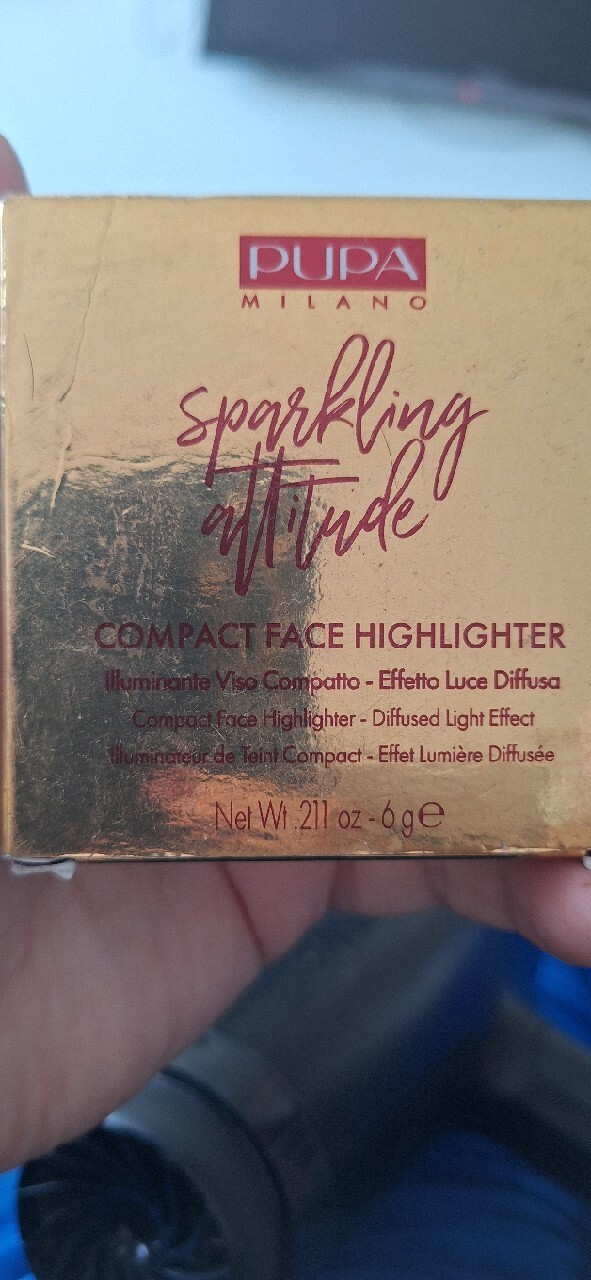 PUPA
MILANO
sparkling
attitude
COMPACT FACE HIGHLIGHTER
Illuminante Viso Compatto - Effetto Luce Diffusa
Compact Face Highlighter - Diffused Light Effect
Illuminateur de Teint Compact - Effet Lumière Diffusée
Net Wt .211 oz - 6 g ℮